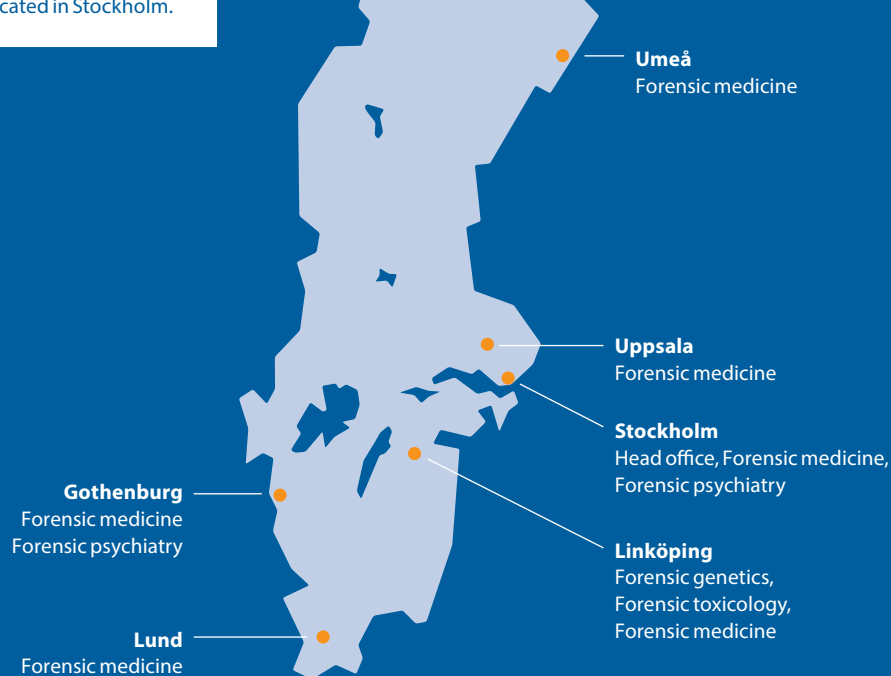 in Stockholm.
Umeå
Forensic medicine
Uppsala
Forensic medicine
Stockholm
Head office, Forensic medicine,
Forensic psychiatry
Gothenburg
Forensic medicine
Forensic psychiatry
Linköping
Forensic genetics,
Forensic toxicology,
Forensic medicine
Lund
Forensic medicine